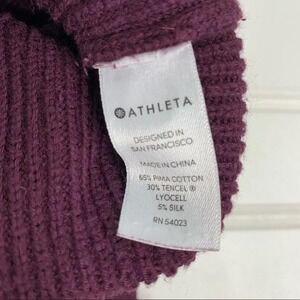 ATHLETA
DESIGNED IN
SAN FRANCISCO
MADE IN CHINA
65% PIMA COTTON
30% TENCEL®
LYOCELL
5% SILK
RN 54023